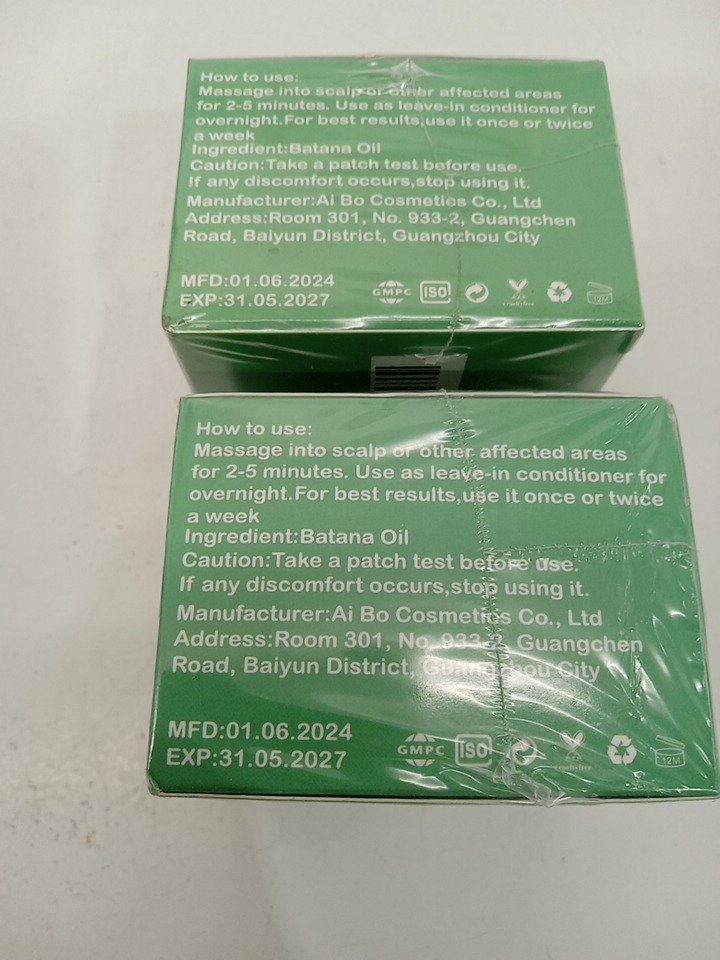 How to use:
Massage into scalp or other affected areas
for 2-5 minutes. Use as leave-in conditioner for
overnight.For best results,use it once or twice
a week
Ingredient:Batana Oil
Caution:Take a patch test before use.
If any discomfort occurs,stop using it.
Manufacturer:Ai Bo Cosmetics Co., Ltd
Address:Room 301, No. 933-2, Guangchen
Road, Baiyun District, Guangzhou City
MFD:01.06.2024
EXP:31.05.2027
GMPC ISO crueltyfree 12M
How to use:
Massage into scalp or other affected areas
for 2-5 minutes. Use as leave-in conditioner for
overnight.For best results,use it once or twice
a week
Ingredient:Batana Oil
Caution:Take a patch test before use.
If any discomfort occurs,stop using it.
Manufacturer:Ai Bo Cosmetics Co., Ltd
Address:Room 301, No. 933-2, Guangchen
Road, Baiyun District, Guangzhou City
MFD:01.06.2024
EXP:31.05.2027
GMPC ISO crueltyfree 12M